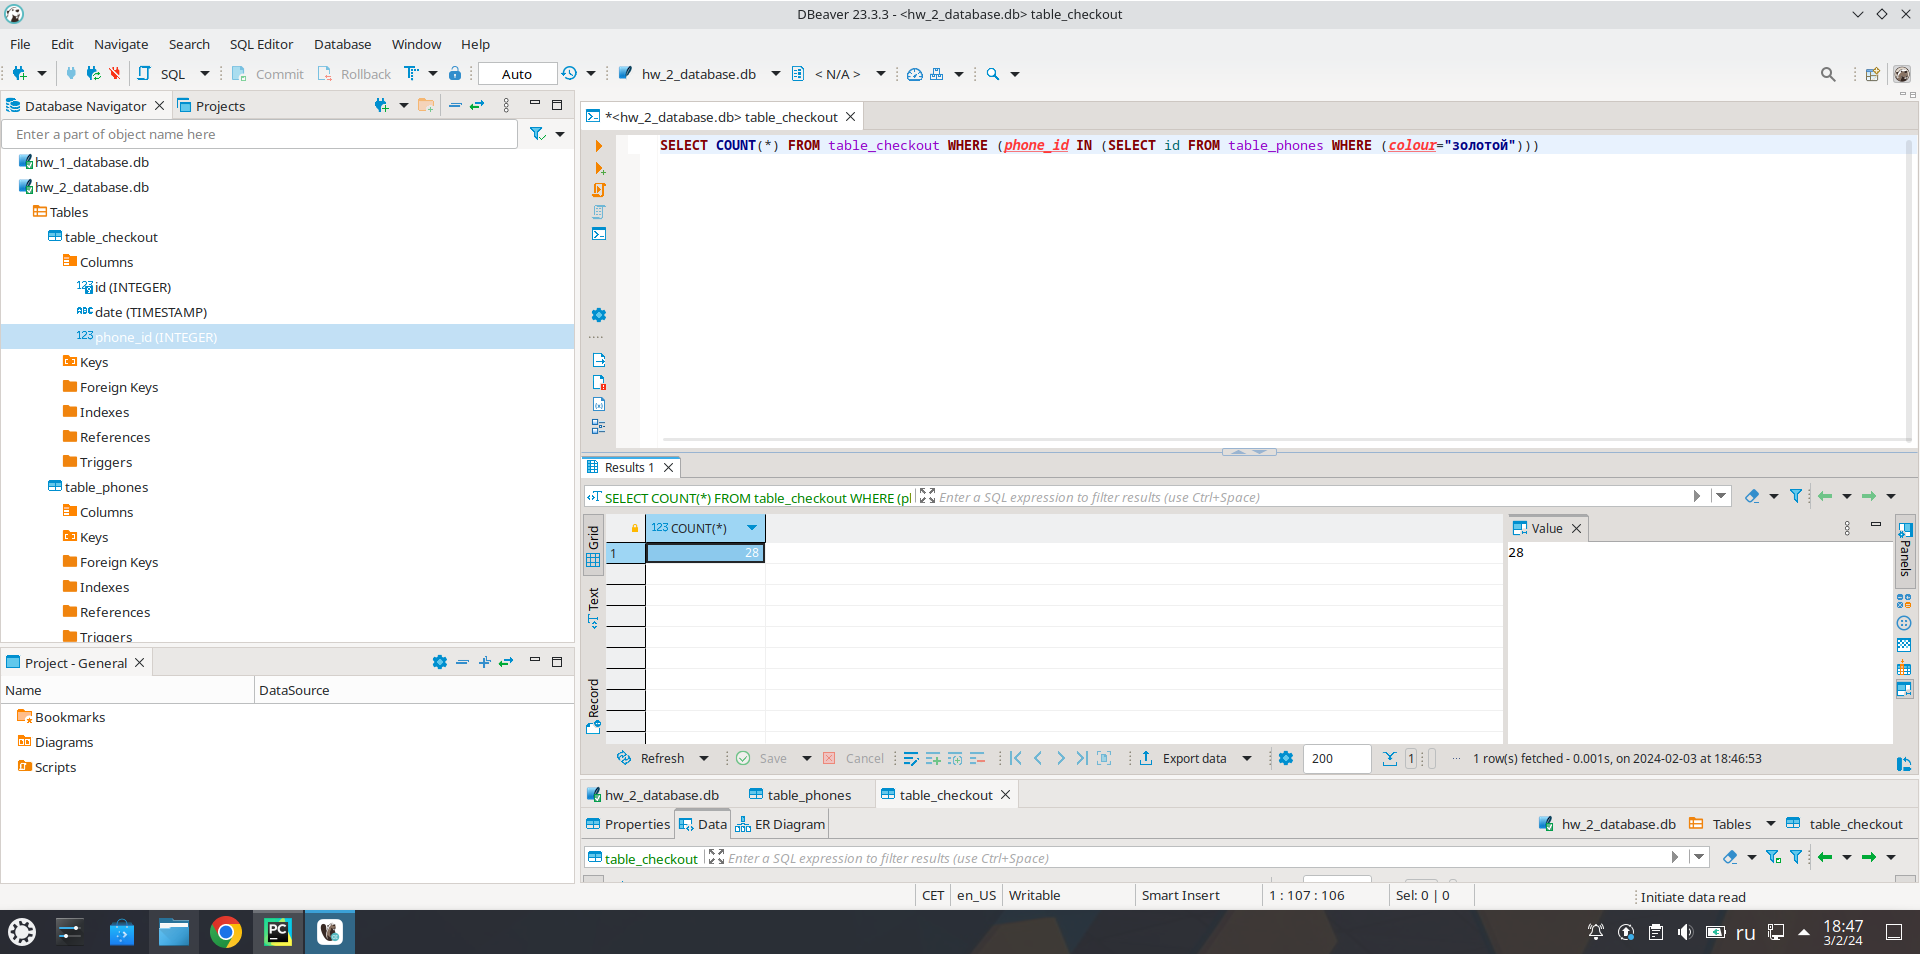 DBeaver 23.3.3 - <hw_2_database.db> table_checkout
File Edit Navigate Search SQL Editor Database Window Help
SQL Commit Rollback Auto hw_2_database.db < N/A >
Database Navigator Projects
Enter a part of object name here
hw_1_database.db
hw_2_database.db
Tables
table_checkout
Columns
id (INTEGER)
date (TIMESTAMP)
phone_id (INTEGER)
Keys
Foreign Keys
Indexes
References
Triggers
table_phones
Columns
Keys
Foreign Keys
Indexes
References
Triggers
Project - General
Name DataSource
Bookmarks
Diagrams
Scripts
*<hw_2_database.db> table_checkout
SELECT COUNT(*) FROM table_checkout WHERE (phone_id IN (SELECT id FROM table_phones WHERE (colour="золотой")))
Results 1
SELECT COUNT(*) FROM table_checkout WHERE (pl Enter a SQL expression to filter results (use Ctrl+Space)
Grid
Text
Record
123 COUNT(*)
1 28
Value
28
Panels
Refresh Save Cancel Export data 200 1 1 row(s) fetched - 0.001s, on 2024-02-03 at 18:46:53
hw_2_database.db table_phones table_checkout
Properties Data ER Diagram hw_2_database.db Tables table_checkout
table_checkout Enter a SQL expression to filter results (use Ctrl+Space)
CET en_US Writable Smart Insert 1 : 107 : 106 Sel: 0 | 0 Initiate data read
PC ru 18:47
3/2/24